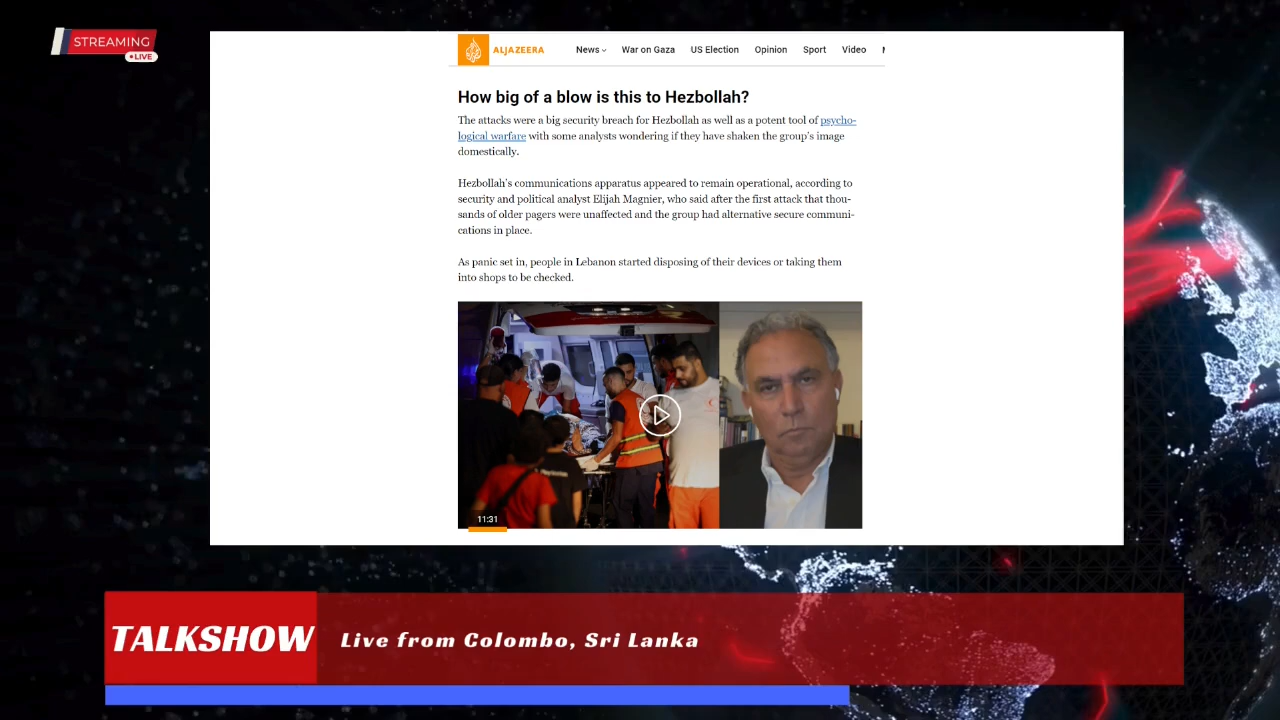 STREAMING
LIVE
ALJAZEERA
News
War on Gaza
US Election
Opinion
Sport
Video
How big of a blow is this to Hezbollah?
The attacks were a big security breach for Hezbollah as well as a potent tool of psycho-
logical warfare with some analysts wondering if they have shaken the group's image
domestically.
Hezbollah's communications apparatus appeared to remain operational, according to
security and political analyst Elijah Magnier, who said after the first attack that thou-
sands of older pagers were unaffected and the group had alternative secure communi-
cations in place.
As panic set in, people in Lebanon started disposing of their devices or taking them
into shops to be checked.
11:31
TALKSHOW
Live from Colombo, Sri Lanka